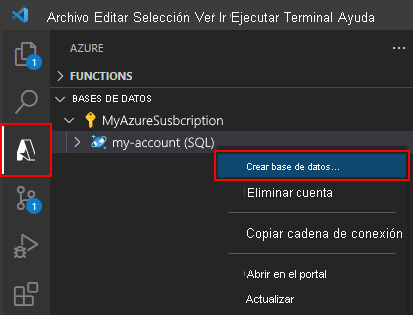 Archivo Editar Selección Ver Ir Ejecutar Terminal Ayuda
AZURE
...
FUNCTIONS
BASES DE DATOS
MyAzureSusbcription
my-account (SQL)
Crear base de datos...
Eliminar cuenta
Copiar cadena de conexión
Abrir en el portal
Actualizar
1
1